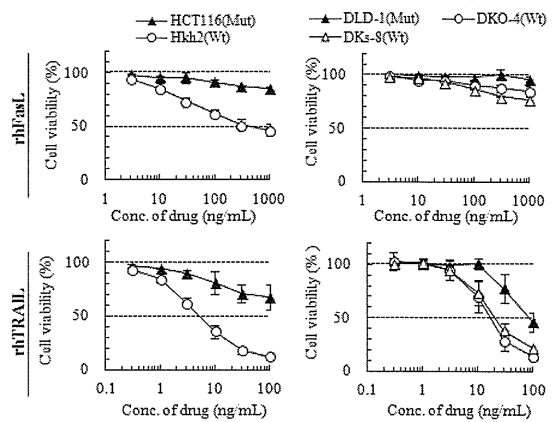 HCT116(Mut)
Hkh2(Wt)
DLD-1(Mut) DKO-4(Wt)
DKs-8(Wt)
rhFasL
Cell viability (%)
100
50
0
1 10 100 1000
Conc. of drug (ng/mL)
Cell viability (%)
100
50
0
1 10 100 1000
Conc. of drug (ng/mL)
rhTRAIL
Cell viability (%)
100
50
0
0.1 1 10 100
Conc. of drug (ng/mL)
Cell viability (%)
100
50
0
0.1 1 10 100
Conc. of drug (ng/mL)